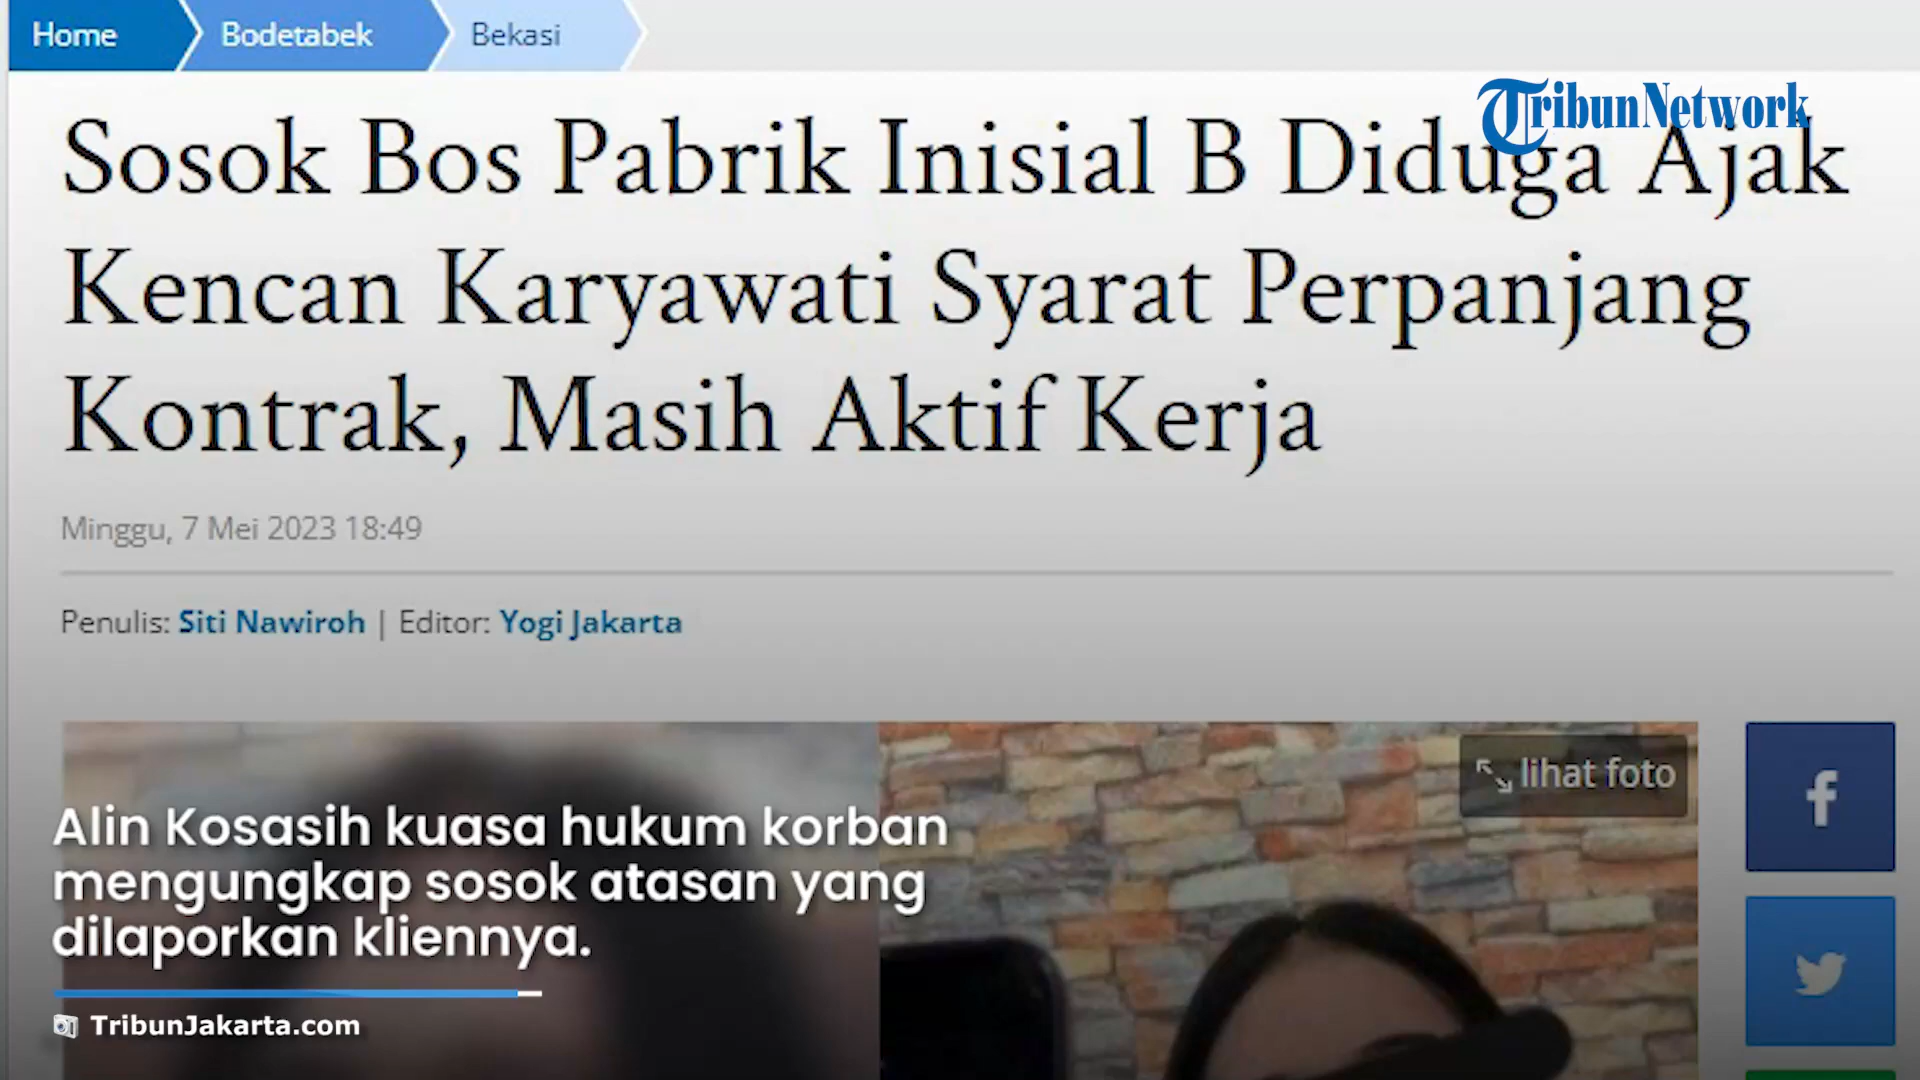 Home Bodetabek Bekasi
TribunNetwork
Sosok Bos Pabrik Inisial B Diduga Ajak
Kencan Karyawati Syarat Perpanjang
Kontrak, Masih Aktif Kerja
Minggu, 7 Mei 2023 18:49
Penulis: Siti Nawiroh | Editor: Yogi Jakarta
lihat foto
Alin Kosasih kuasa hukum korban
mengungkap sosok atasan yang
dilaporkan kliennya.
TribunJakarta.com